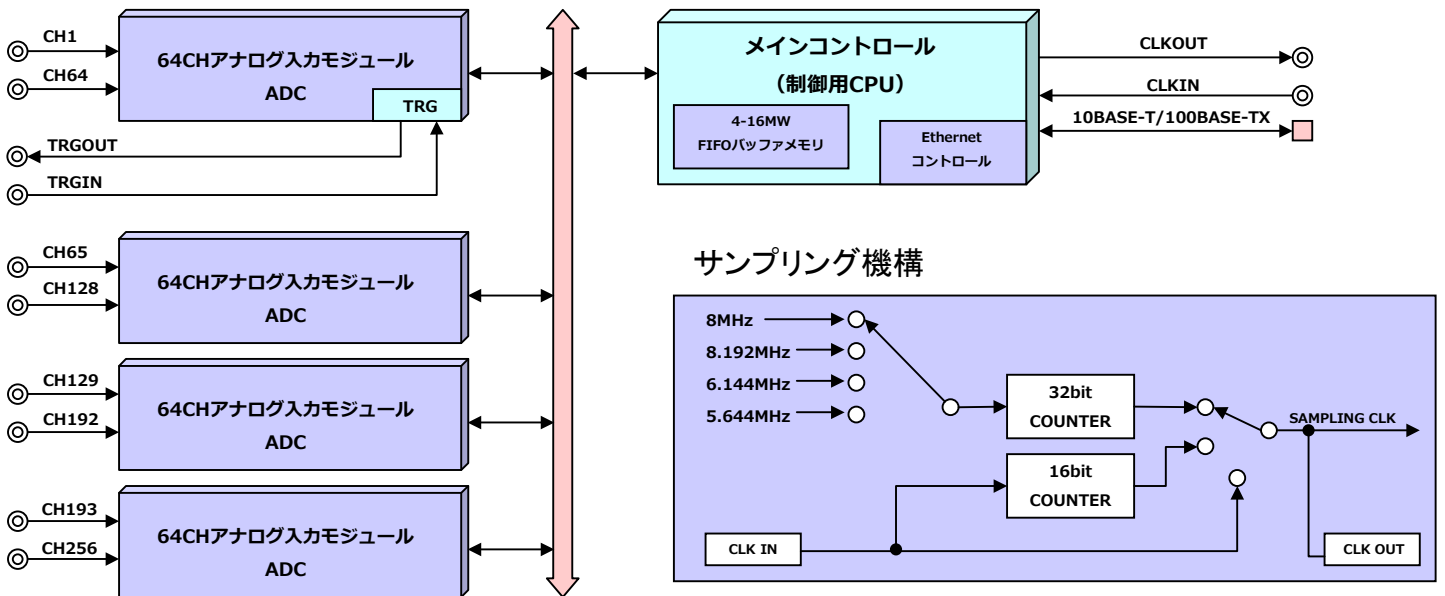 CH1
CH64
64CHアナログ入力モジュール
ADC
TRG
TRGOUT
TRGIN
メインコントロール
（制御用CPU）
4-16MW
FIFOバッファメモリ
Ethernet
コントロール
CLKOUT
CLKIN
10BASE-T/100BASE-TX
CH65
CH128
64CHアナログ入力モジュール
ADC
CH129
CH192
64CHアナログ入力モジュール
ADC
CH193
CH256
64CHアナログ入力モジュール
ADC
サンプリング機構
8MHz
8.192MHz
6.144MHz
5.644MHz
32bit
COUNTER
16bit
COUNTER
SAMPLING CLK
CLK IN
CLK OUT